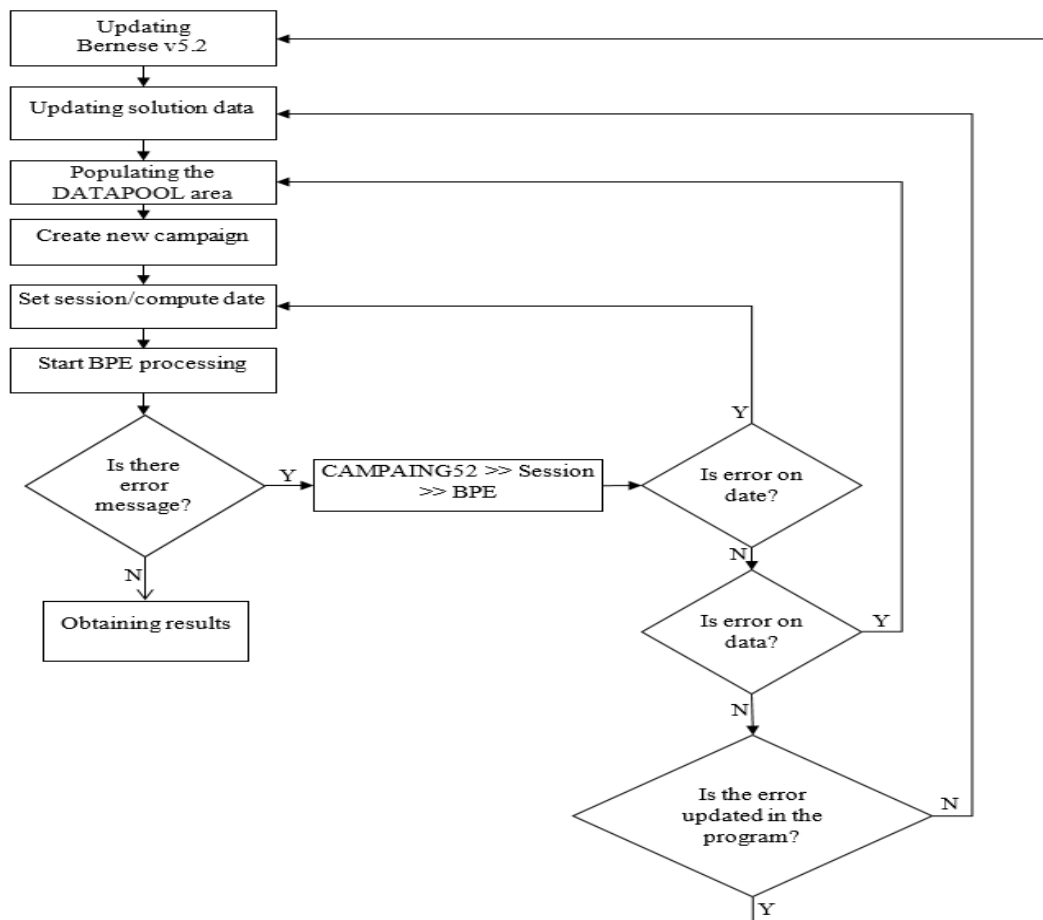 Updating
Bernese v5.2
Updating solution data
Populating the
DATAPOOL area
Create new campaign
Set session/compute date
Start BPE processing
Is there
error
message?
Y
N
Obtaining results
CAMPAING52 >> Session
>> BPE
Is error on
date?
Y
N
Is error on
data?
Y
N
Is the error
updated in the
program?
N
Y